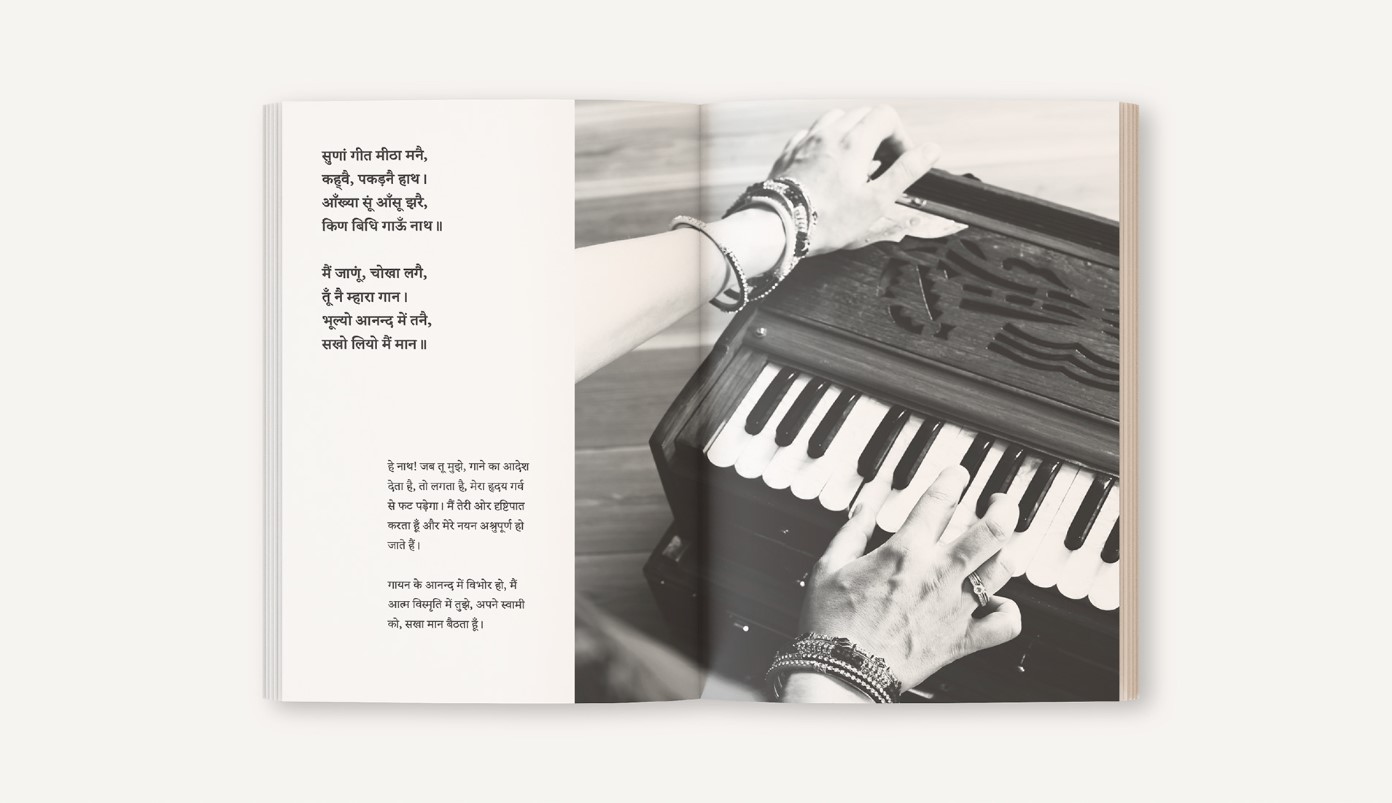 सुणां गीत मीठा मनै,
कह्वै, पकड़नै हाथ।
आँख्या सूं आँसू झरै,
किण बिधि गाऊँ नाथ॥
मैं जाणूं, चोखा लगै,
तूँ नै म्हारा गान।
भूल्यो आनन्द में तनै,
सखो लियो मैं मान॥
हे नाथ! जब तू मुझे, गाने का आदेश
देता है, तो लगता है, मेरा हृदय गर्व
से फट पड़ेगा। मैं तेरी ओर दृष्टिपात
करता हूँ और मेरे नयन अश्रुपूर्ण हो
जाते हैं।
गायन के आनन्द में विभोर हो, मैं
आत्म विस्मृति में तुझे, अपने स्वामी
को, सखा मान बैठता हूँ।